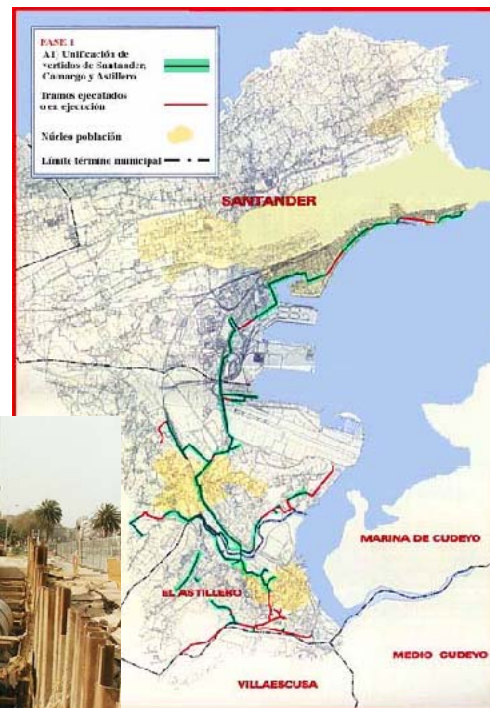 FASE 1
A1) Unificación de
vertidos de Santander,
Camargo y Astillero
Tramos ejecutados
o en ejecución
Núcleo población
Límite término municipal
SANTANDER
MARINA DE CUDEYO
EL ASTILLERO
MEDIO CUDEYO
VILLAESCUSA